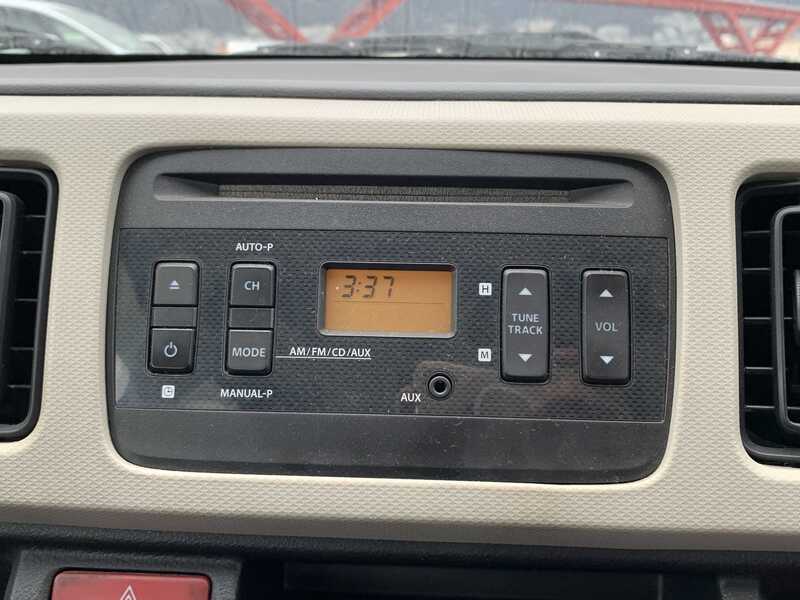 AUTO-P
CH
3:37
H
TUNE
TRACK
VOL
MODE
AM/FM/CD/AUX
M
MANUAL-P
AUX